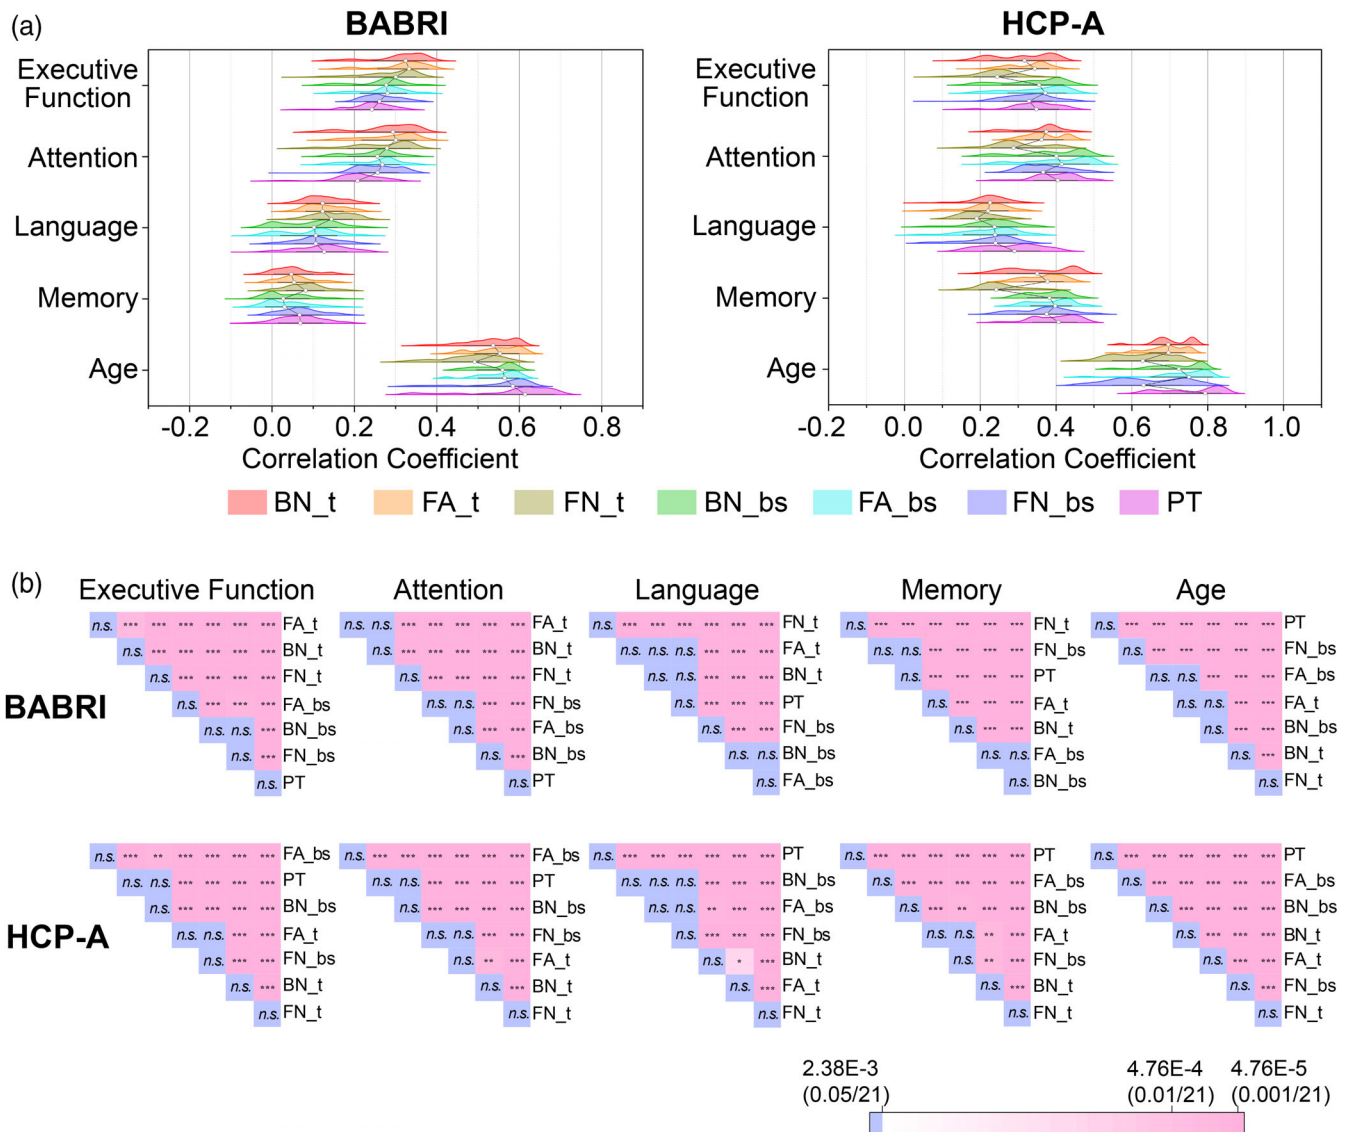 (a)
BABRI
Executive
Function
Attention
Language
Memory
Age
-0.2 0.0 0.2 0.4 0.6 0.8
Correlation Coefficient
HCP-A
Executive
Function
Attention
Language
Memory
Age
-0.2 0.0 0.2 0.4 0.6 0.8 1.0
Correlation Coefficient
BN_t FA_t FN_t BN_bs FA_bs FN_bs PT
(b)
Executive Function Attention Language Memory Age
BABRI
n.s. *** *** *** *** *** *** FA_t n.s. n.s. *** *** *** *** *** FA_t n.s. *** *** *** *** *** *** FN_t n.s. *** *** *** *** *** *** FN_t n.s. *** *** *** *** *** *** PT
n.s. *** *** *** *** *** BN_t n.s. *** *** *** *** *** BN_t n.s. n.s. n.s. *** *** *** FA_t n.s. n.s. *** *** *** *** FN_bs n.s. *** *** *** *** *** FN_bs
n.s. *** *** *** *** FN_t n.s. *** *** *** *** FN_t n.s. n.s. *** *** *** BN_t n.s. *** *** *** *** PT n.s. n.s. *** *** *** FA_bs
n.s. *** *** *** FA_bs n.s. n.s. *** *** FN_bs n.s. *** *** *** PT n.s. *** *** *** FA_t n.s. n.s. *** *** FA_t
n.s. n.s. *** BN_bs n.s. *** *** FA_bs n.s. *** *** FN_bs n.s. *** *** BN_t n.s. *** *** BN_bs
n.s. *** FN_bs n.s. *** BN_bs n.s. n.s. BN_bs n.s. n.s. FA_bs n.s. *** BN_t
n.s. PT n.s. PT n.s. FA_bs n.s. BN_bs n.s. FN_t
HCP-A
n.s. *** ** *** *** *** *** FA_bs n.s. *** *** *** *** *** *** FA_bs n.s. *** *** *** *** *** *** PT n.s. *** *** *** *** *** *** PT n.s. *** *** *** *** *** *** PT
n.s. n.s. *** *** *** *** PT n.s. n.s. *** *** *** *** PT n.s. n.s. n.s. *** *** *** BN_bs n.s. *** *** *** *** *** FA_bs n.s. *** *** *** *** *** FA_bs
n.s. *** *** *** *** BN_bs n.s. *** *** *** *** BN_bs n.s. n.s. ** *** *** FA_bs n.s. *** ** *** *** BN_bs n.s. *** *** *** *** BN_bs
n.s. n.s. *** *** FA_t n.s. n.s. *** *** FN_bs n.s. *** *** *** FN_bs n.s. n.s. ** *** FA_t n.s. *** *** *** BN_t
n.s. *** *** FN_bs n.s. ** *** FA_t n.s. * *** BN_t n.s. ** *** FN_bs n.s. *** *** FA_t
n.s. *** BN_t n.s. *** BN_t n.s. *** FA_t n.s. *** BN_t n.s. *** FN_bs
n.s. FN_t n.s. FN_t n.s. FN_t n.s. FN_t n.s. FN_t
2.38E-3 4.76E-4 4.76E-5
(0.05/21) (0.01/21) (0.001/21)